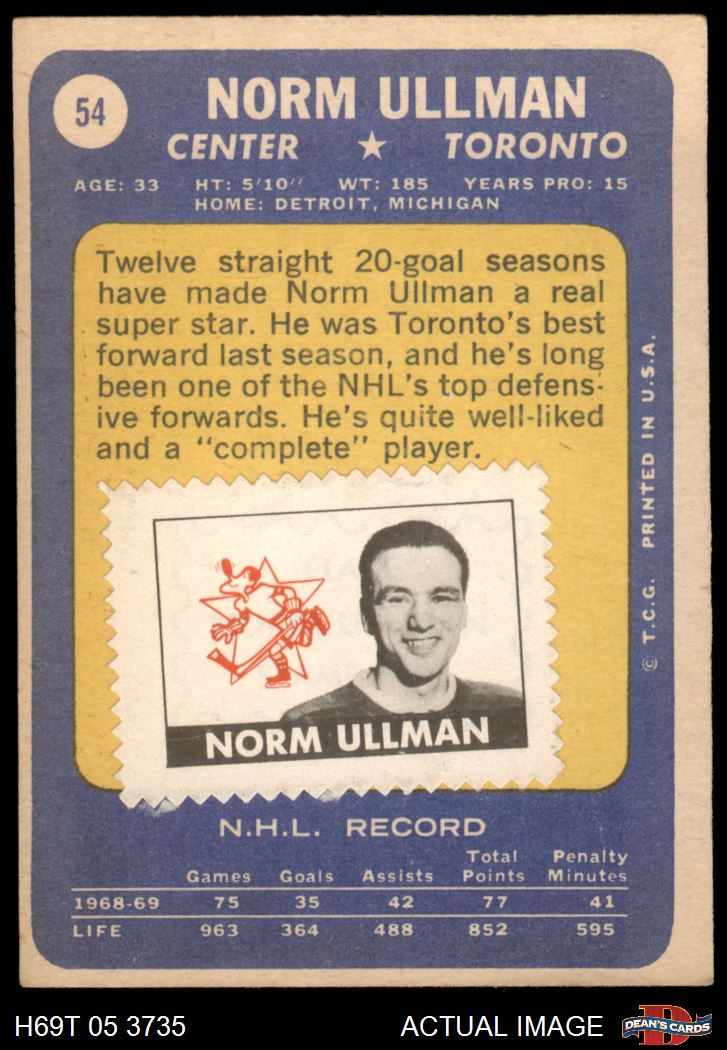 54
NORM ULLMAN
CENTER ★ TORONTO
AGE: 33 HT: 5'10'' WT: 185 YEARS PRO: 15
HOME: DETROIT, MICHIGAN
Twelve straight 20-goal seasons
have made Norm Ullman a real
super star. He was Toronto's best
forward last season, and he's long
been one of the NHL's top defens-
ive forwards. He's quite well-liked
and a "complete" player.
NORM ULLMAN
© T.C.G. PRINTED IN U.S.A.
N.H.L. RECORD
Games Goals Assists Total Points Penalty Minutes
1968-69 75 35 42 77 41
LIFE 963 364 488 852 595
H69T 05 3735 ACTUAL IMAGE
D
DEAN'S CARDS